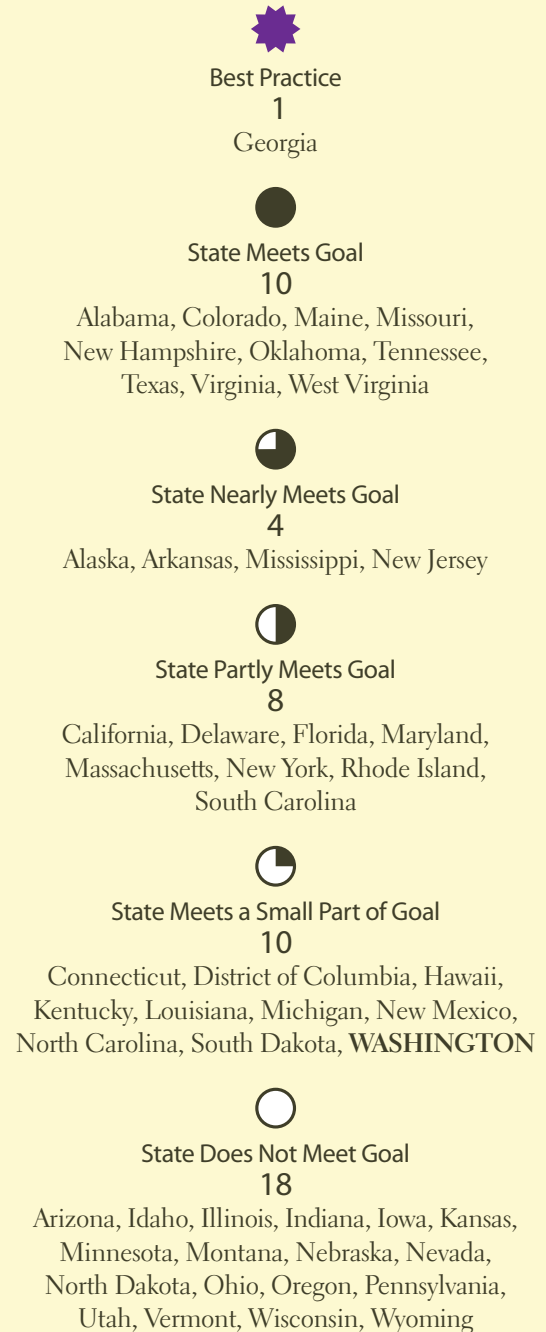 Best Practice
1
Georgia
State Meets Goal
10
Alabama, Colorado, Maine, Missouri,
New Hampshire, Oklahoma, Tennessee,
Texas, Virginia, West Virginia
State Nearly Meets Goal
4
Alaska, Arkansas, Mississippi, New Jersey
State Partly Meets Goal
8
California, Delaware, Florida, Maryland,
Massachusetts, New York, Rhode Island,
South Carolina
State Meets a Small Part of Goal
10
Connecticut, District of Columbia, Hawaii,
Kentucky, Louisiana, Michigan, New Mexico,
North Carolina, South Dakota, WASHINGTON
State Does Not Meet Goal
18
Arizona, Idaho, Illinois, Indiana, Iowa, Kansas,
Minnesota, Montana, Nebraska, Nevada,
North Dakota, Ohio, Oregon, Pennsylvania,
Utah, Vermont, Wisconsin, Wyoming